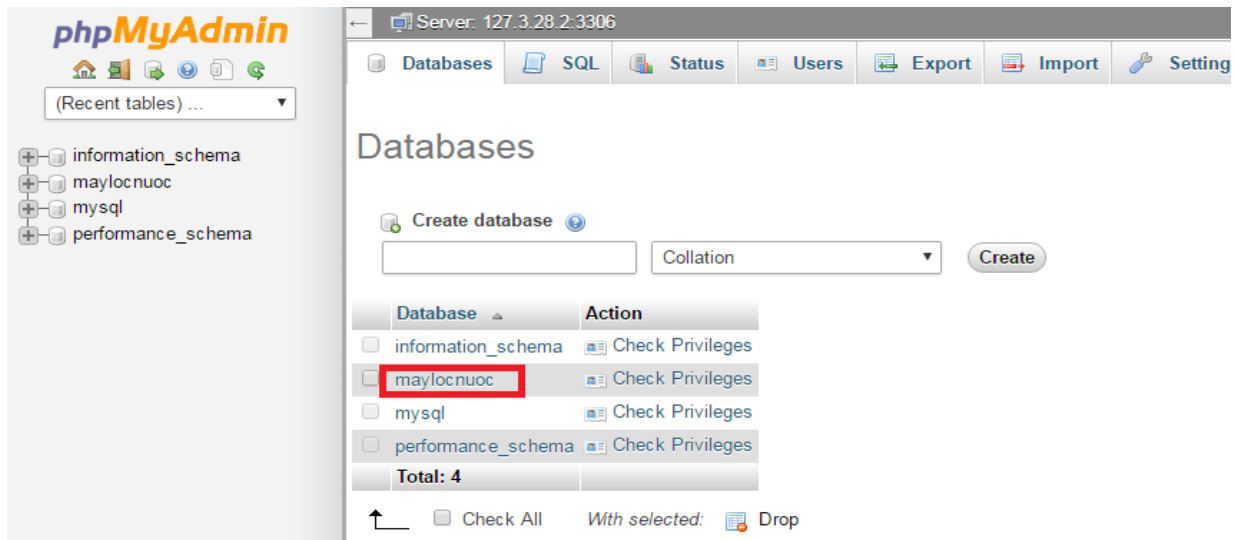 phpMyAdmin
(Recent tables) ...
information_schema
maylocnuoc
mysql
performance_schema
Server: 127.3.28.2:3306
Databases SQL Status Users Export Import Setting
Databases
Create database
Collation Create
Database Action
information_schema Check Privileges
maylocnuoc Check Privileges
mysql Check Privileges
performance_schema Check Privileges
Total: 4
Check All With selected: Drop